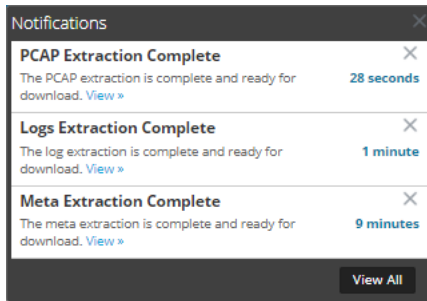 Notifications
PCAP Extraction Complete
The PCAP extraction is complete and ready for
download. View »
28 seconds
Logs Extraction Complete
The log extraction is complete and ready for
download. View »
1 minute
Meta Extraction Complete
The meta extraction is complete and ready for
download. View »
9 minutes
View All